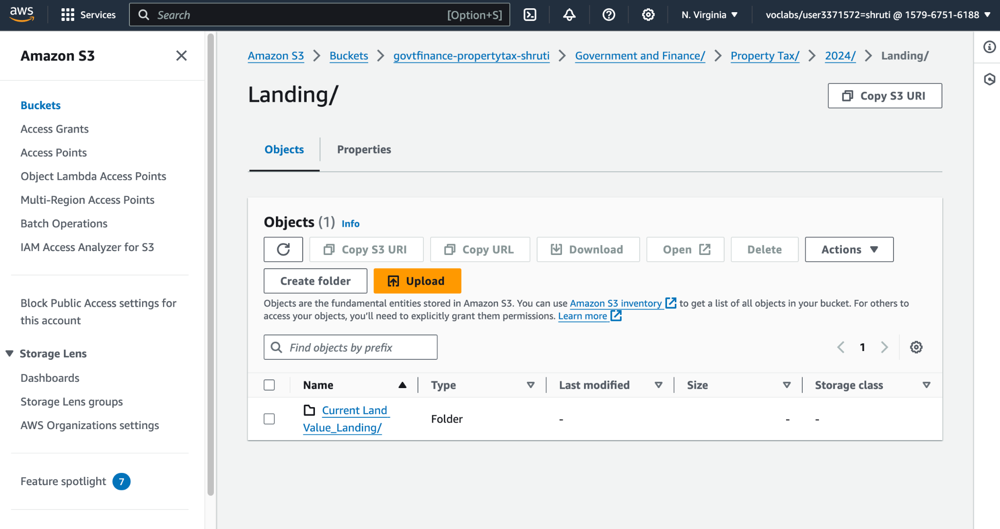 aws
Services
Search [Option+S]
N. Virginia
voclabs/user3371572=shruti @ 1579-6751-6188
Amazon S3
Buckets
Access Grants
Access Points
Object Lambda Access Points
Multi-Region Access Points
Batch Operations
IAM Access Analyzer for S3
Block Public Access settings for
this account
Storage Lens
Dashboards
Storage Lens groups
AWS Organizations settings
Feature spotlight 7
Amazon S3 > Buckets > govtfinance-propertytax-shruti > Government and Finance/ > Property Tax/ > 2024/ > Landing/
Landing/
Copy S3 URI
Objects
Properties
Objects (1) Info
Copy S3 URI
Copy URL
Download
Open
Delete
Actions
Create folder
Upload
Objects are the fundamental entities stored in Amazon S3. You can use Amazon S3 inventory to get a list of all objects in your bucket. For others to
access your objects, you'll need to explicitly grant them permissions. Learn more
Find objects by prefix
1
Name Type Last modified Size Storage class
Current Land
Value_Landing/
Folder - - -